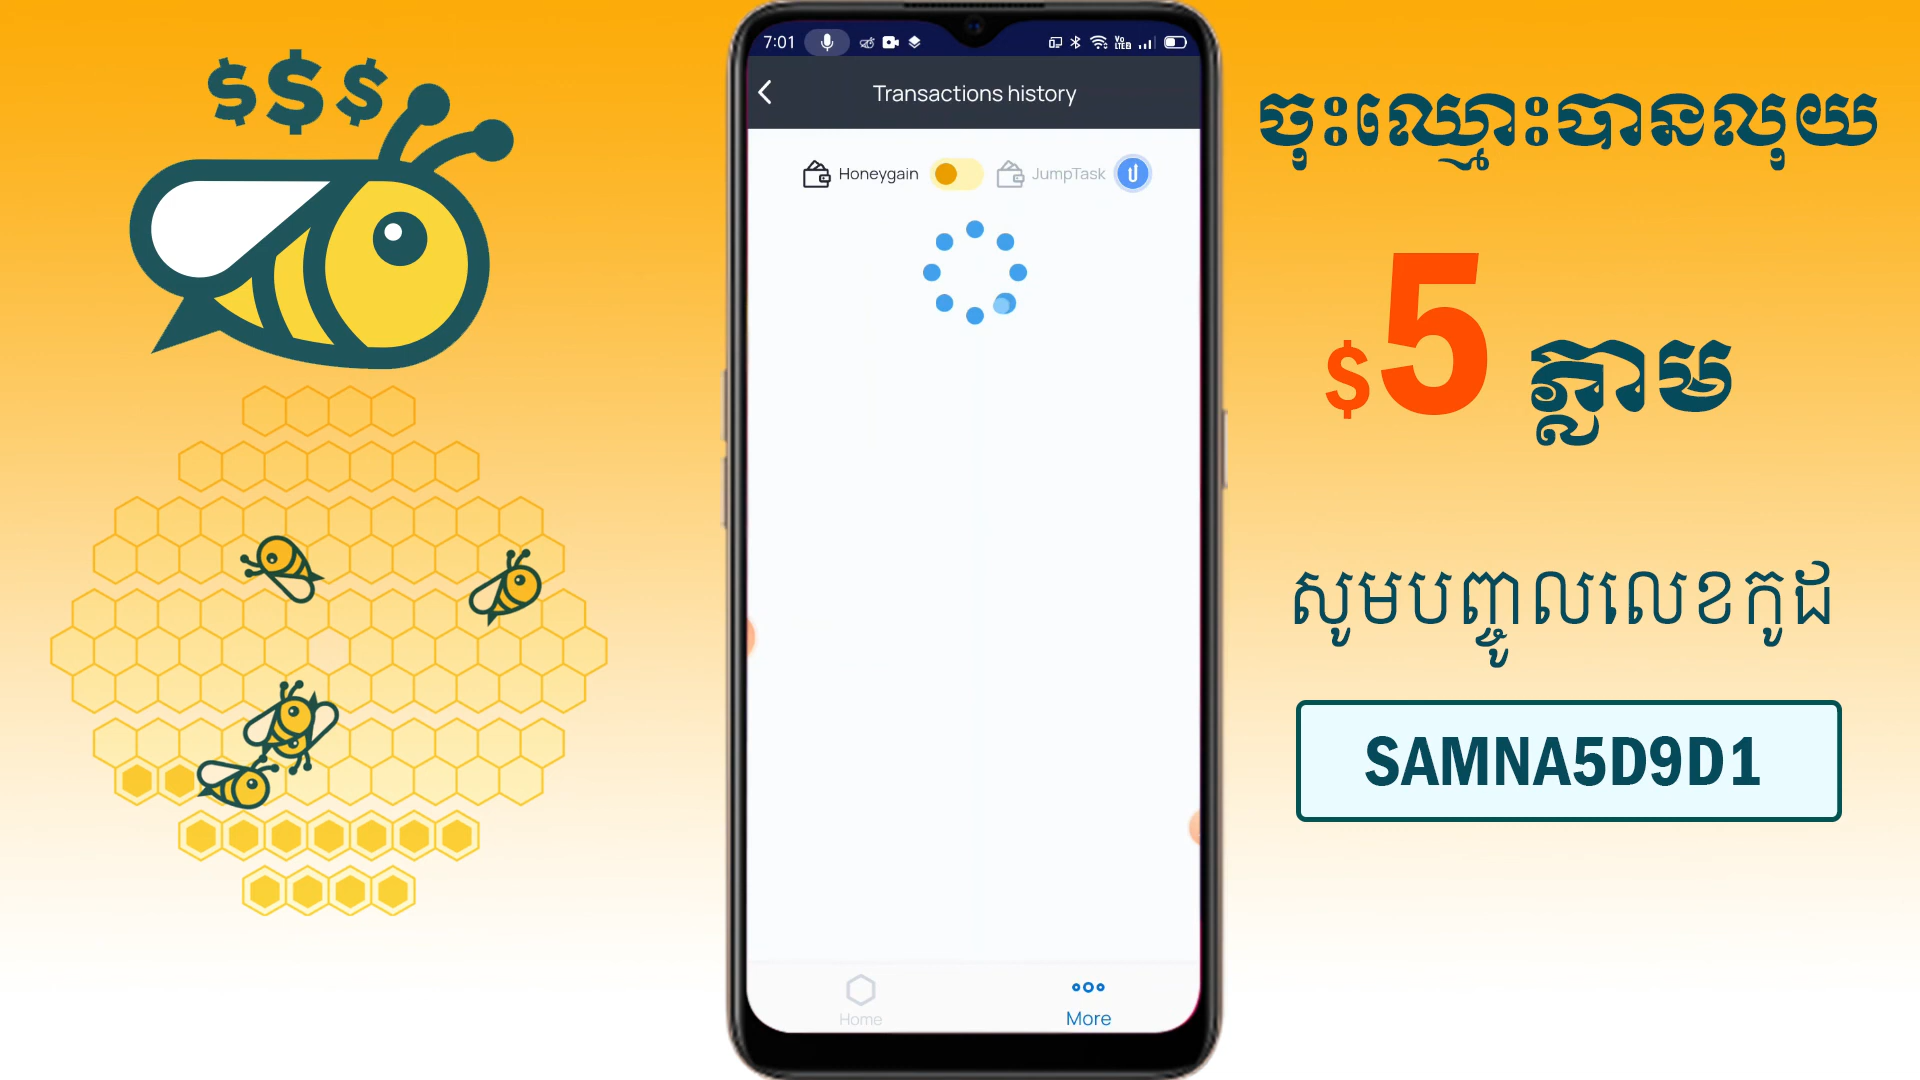 $$$
7:01
Transactions history
Honeygain
JumpTask
Home
More
ចុះឈ្មោះបានលុយ
$5 ភ្លាម
សូមបញ្ចូលលេខកូដ
SAMNA5D9D1